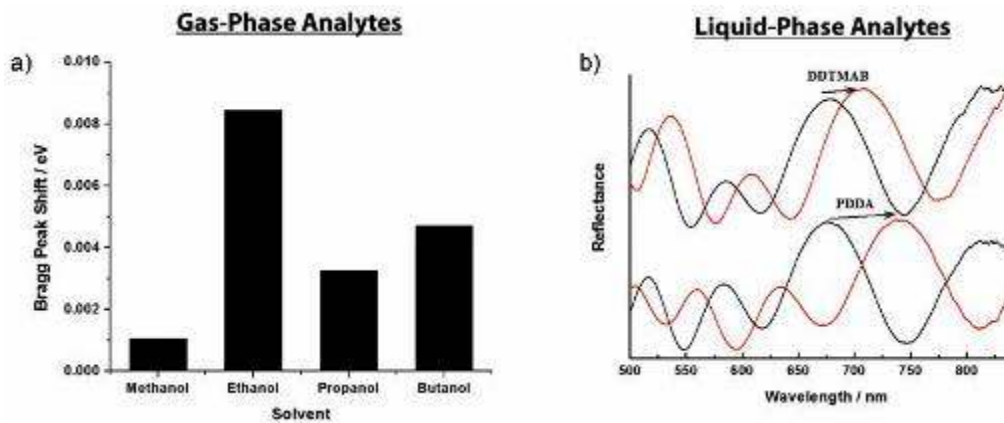 Gas-Phase Analytes
a)
0.010
0.008
0.006
0.004
0.002
0.000
Bragg Peak Shift / eV
Methanol Ethanol Propanol Butanol
Solvent
Liquid-Phase Analytes
b)
DDTMAB
PDDA
Reflectance
500 550 600 650 700 750 800
Wavelength / nm